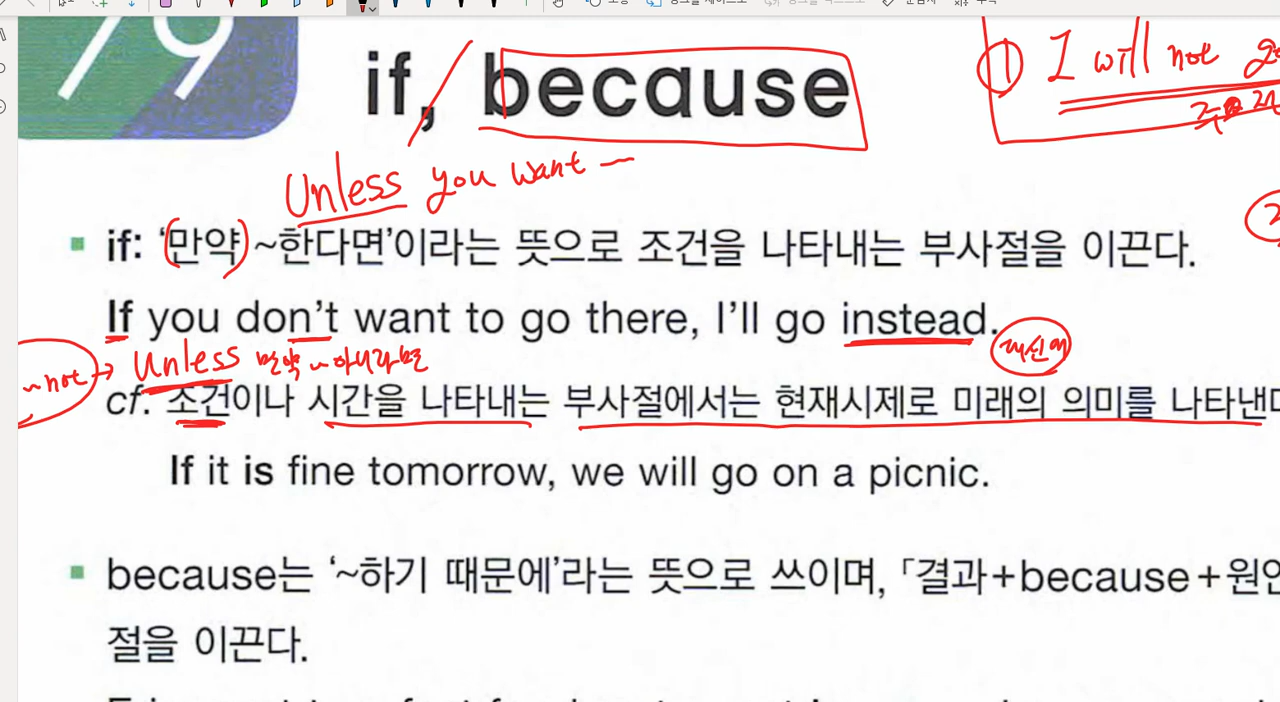 79
if, because
① I will not go
Unless you want ~
if: ‘만약 ~한다면’이라는 뜻으로 조건을 나타내는 부사절을 이끈다.
If you don’t want to go there, I’ll go instead.
대신에
~not → Unless 만약 ~아니라면
cf. 조건이나 시간을 나타내는 부사절에서는 현재시제로 미래의 의미를 나타낸다
If it is fine tomorrow, we will go on a picnic.
because는 ‘~하기 때문에’라는 뜻으로 쓰이며, 「결과+because+원인
절을 이끈다.